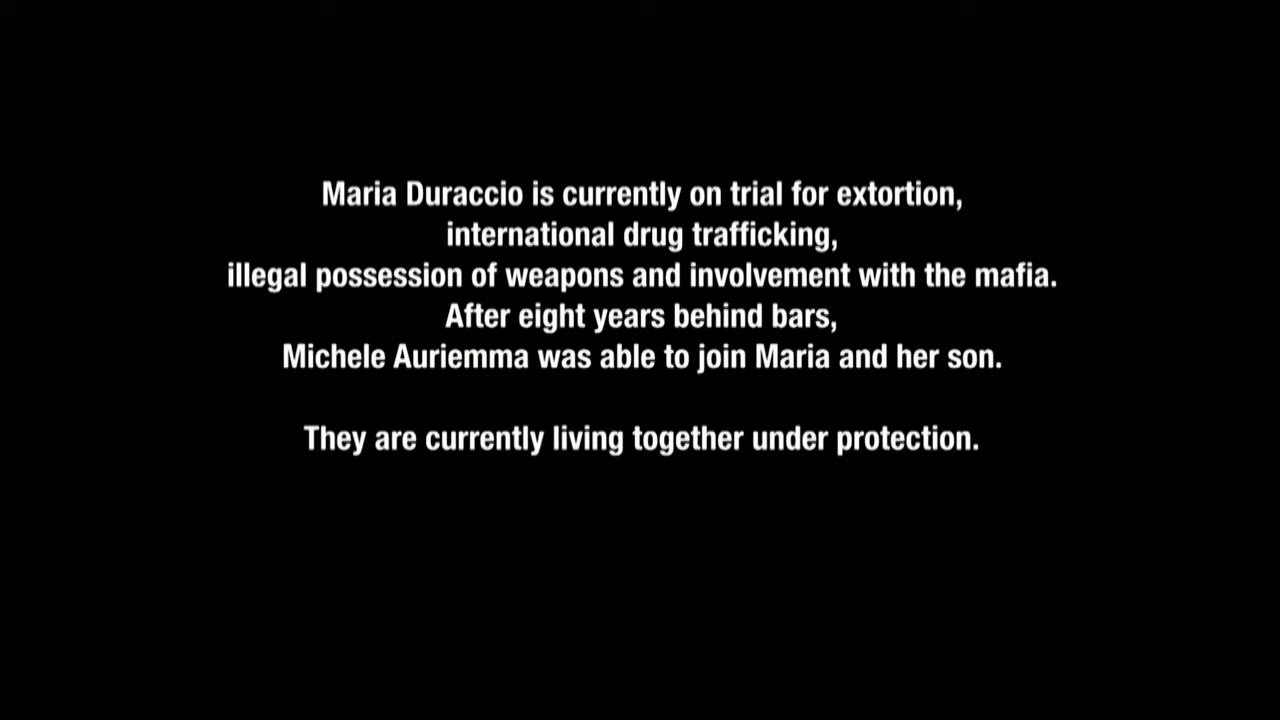 Maria Duraccio is currently on trial for extortion,
international drug trafficking,
illegal possession of weapons and involvement with the mafia.
After eight years behind bars,
Michele Auriemma was able to join Maria and her son.
They are currently living together under protection.